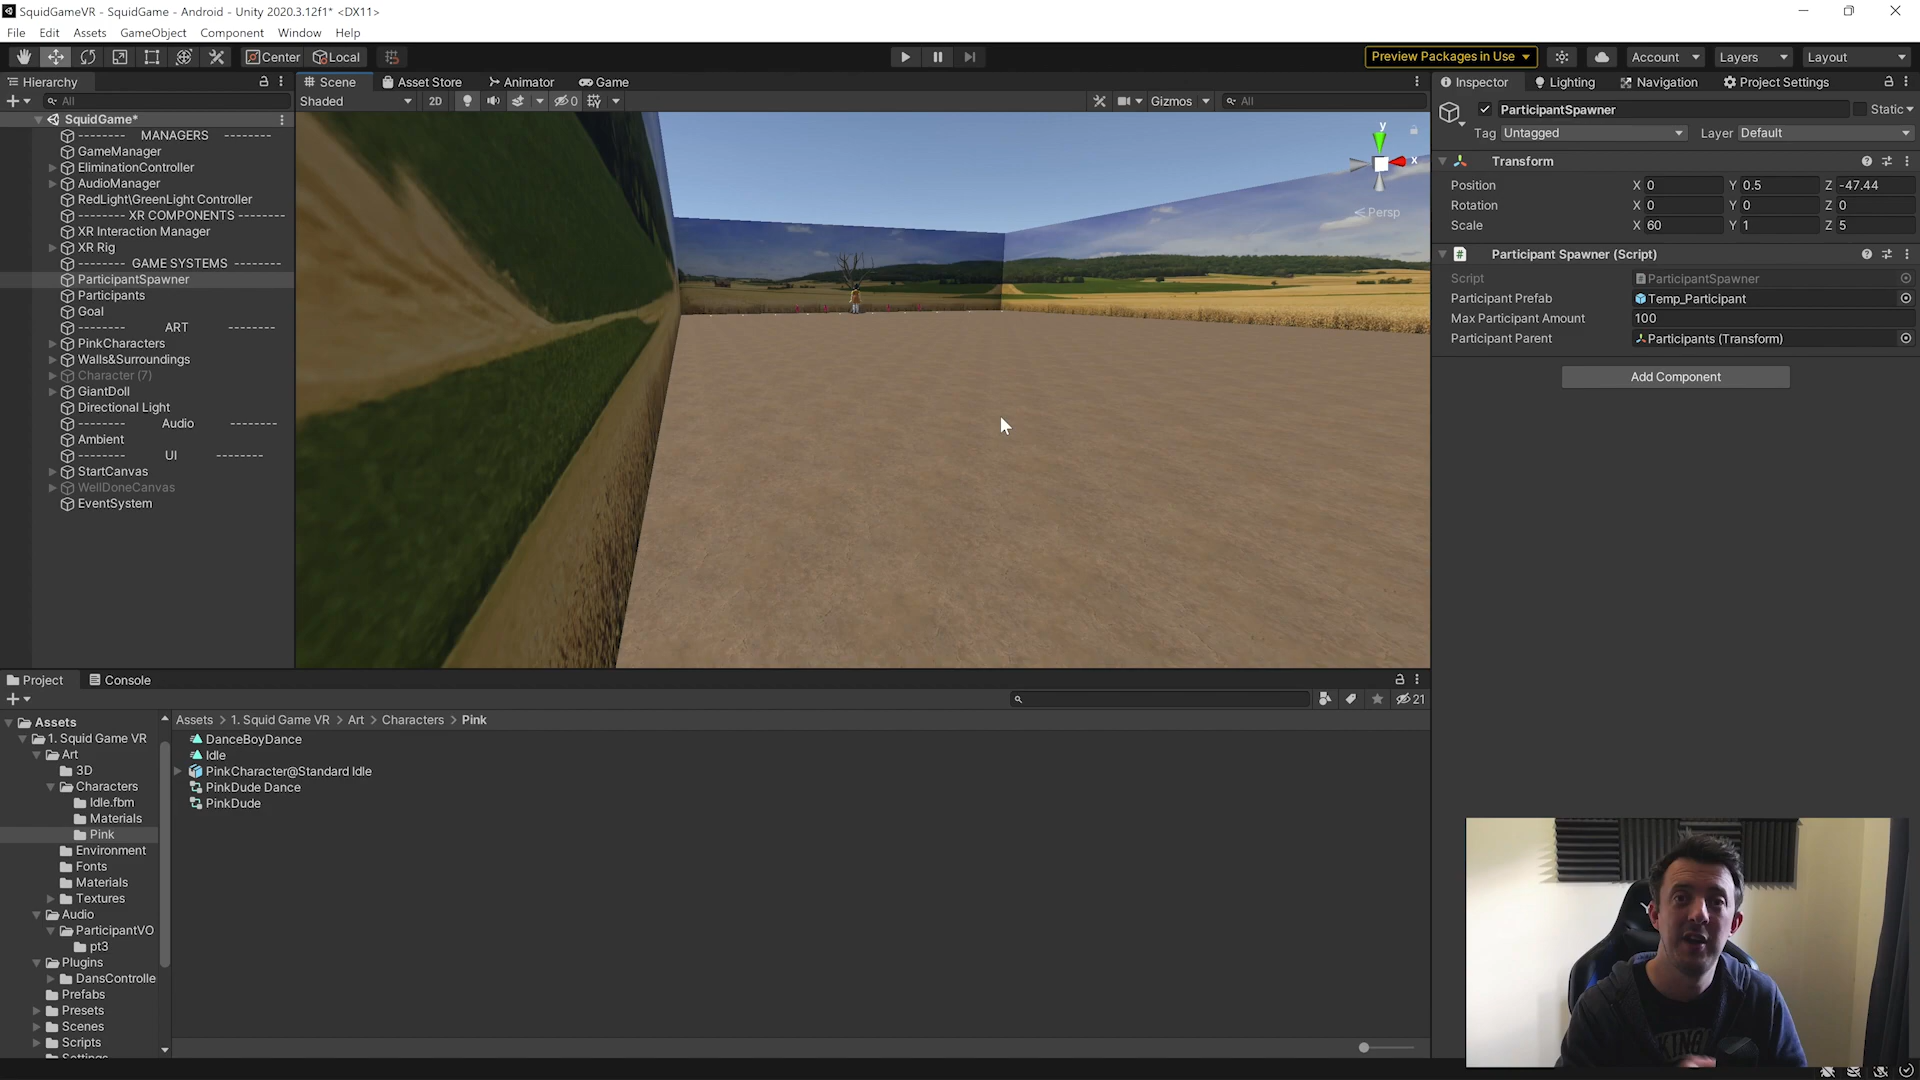 SquidGameVR - SquidGame - Android - Unity 2020.3.12f1* <DX11>
File Edit Assets GameObject Component Window Help
Center Local Preview Packages in Use Account Layers Layout
Hierarchy
All
SquidGame*
-------- MANAGERS --------
GameManager
EliminationController
AudioManager
RedLight\GreenLight Controller
-------- XR COMPONENTS --------
XR Interaction Manager
XR Rig
-------- GAME SYSTEMS --------
ParticipantSpawner
Participants
Goal
-------- ART --------
PinkCharacters
Walls&Surroundings
Character (7)
GiantDoll
Directional Light
-------- Audio --------
Ambient
-------- UI --------
StartCanvas
WellDoneCanvas
EventSystem
Scene Asset Store Animator Game
Shaded 2D 0 Gizmos All
y
x
Persp
Inspector Lighting Navigation Project Settings
ParticipantSpawner Static
Tag Untagged Layer Default
Transform
Position X 0 Y 0.5 Z -47.44
Rotation X 0 Y 0 Z 0
Scale X 60 Y 1 Z 5
Participant Spawner (Script)
Script ParticipantSpawner
Participant Prefab Temp_Participant
Max Participant Amount 100
Participant Parent Participants (Transform)
Add Component
Project Console
21
Assets
1. Squid Game VR
Art
3D
Characters
Idle.fbm
Materials
Pink
Environment
Fonts
Materials
Textures
Audio
ParticipantVO
pt3
Plugins
DansControlle
Prefabs
Presets
Scenes
Scripts
Assets > 1. Squid Game VR > Art > Characters > Pink
DanceBoyDance
Idle
PinkCharacter@Standard Idle
PinkDude Dance
PinkDude